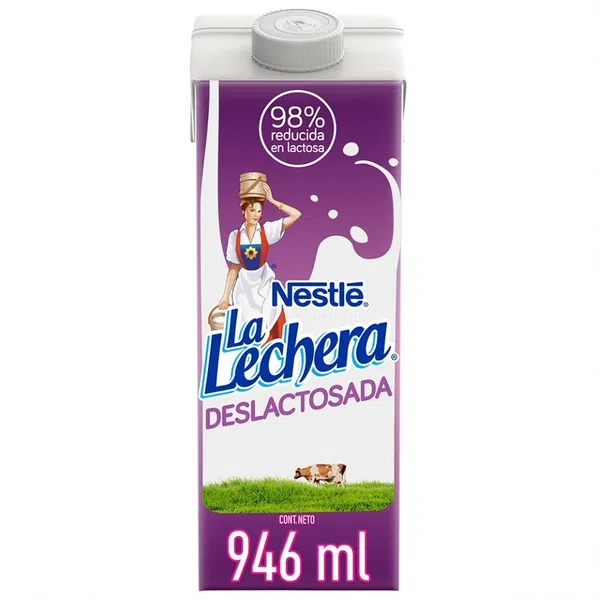 98%
reducida
en lactosa
Nestlé®
La
Lechera®
DESLACTOSADA
CONT. NETO
946 ml